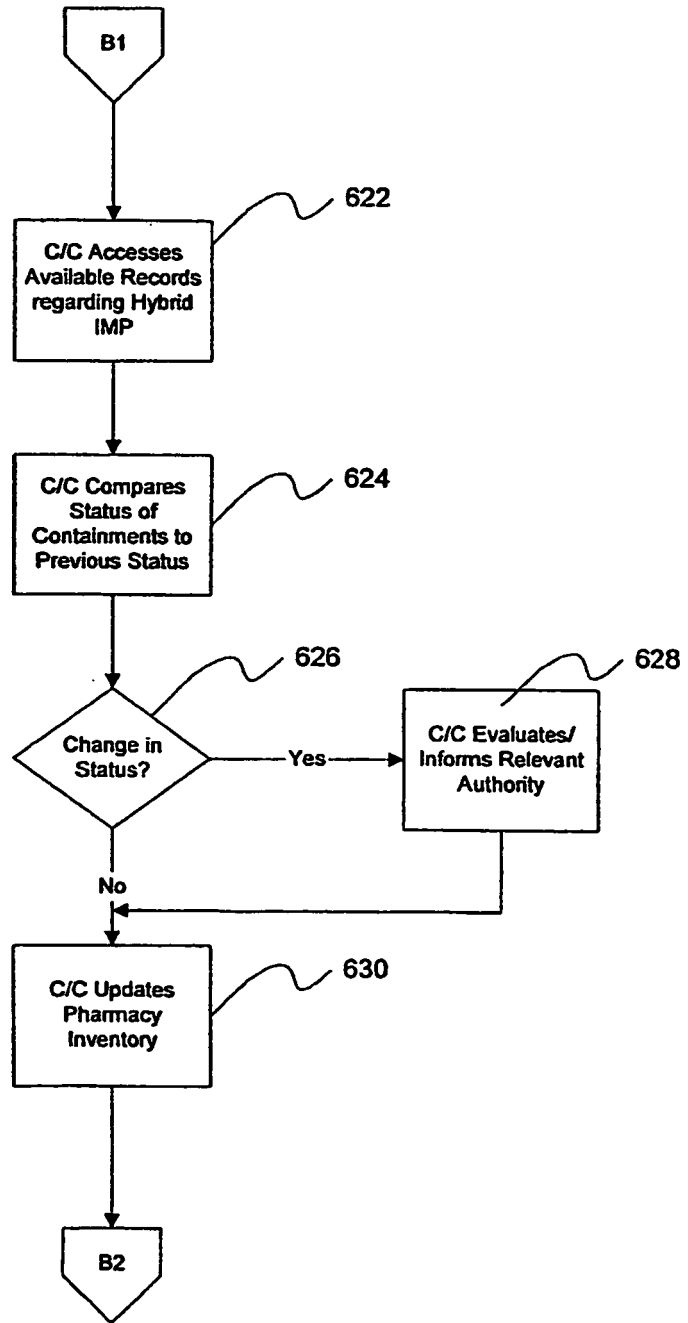 B1
622
C/C Accesses
Available Records
regarding Hybrid
IMP
624
C/C Compares
Status of
Containments to
Previous Status
626
628
Change in
Status?
Yes
C/C Evaluates/
Informs Relevant
Authority
No
630
C/C Updates
Pharmacy
Inventory
B2